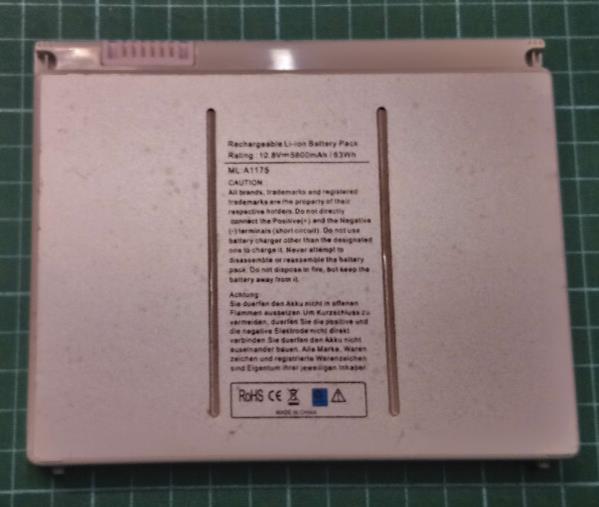 Rechargeable Li-ion Battery Pack
Rating: 10.8V⎓5800mAh /63Wh
ML:A1175
CAUTION:
All brands, trademarks and registered
trademarks are the property of their
respective holders. Do not directly
connect the Positive(+) and the Negative
(-) terminals (short circuit). Do not use
battery charger other than the designated
one to charge it. Never attempt to
disassemble or reassemble the battery
pack. Do not dispose in fire, but keep the
battery away from it.
Achtung:
Sie duerfen den Akku nicht in offenen
Flammen aussetzen. Um Kurzschluss zu
vermeiden, duerfen Sie die positive und
die negative Elektrode nicht direkt
verbinden Sie duerfen den Akku nicht
auseinander bauen. Alle Marke, Waren
zeichen und registrierte Warenzeichen
sind Eigentum ihrer jeweiligen Inhaber.
RoHS CE
MADE IN CHINA